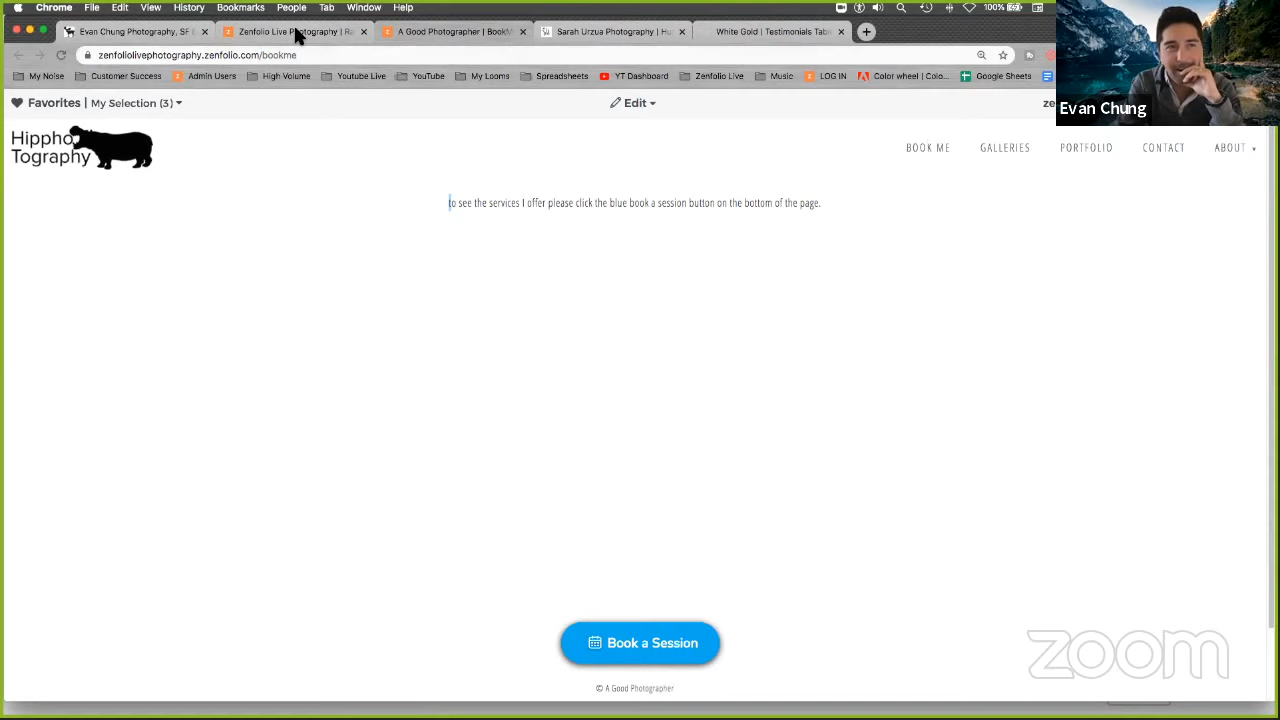 Chrome File Edit View History Bookmarks People Tab Window Help 100%
Evan Chung Photography, SF Zenfolio Live Photography | Ra A Good Photographer | BookM Sarah Urzua Photography | Hu White Gold | Testimonials Tab
zenfoliolivephotography.zenfolio.com/bookme
My Noise Customer Success Admin Users High Volume Youtube Live YouTube My Looms Spreadsheets YT Dashboard Zenfolio Live Music LOG IN Color wheel | Colo... Google Sheets
Evan Chung
Favorites | My Selection (3) Edit ze
Hippho
Tography
BOOK ME GALLERIES PORTFOLIO CONTACT ABOUT
to see the services I offer please click the blue book a session button on the bottom of the page.
Book a Session
zoom
© A Good Photographer